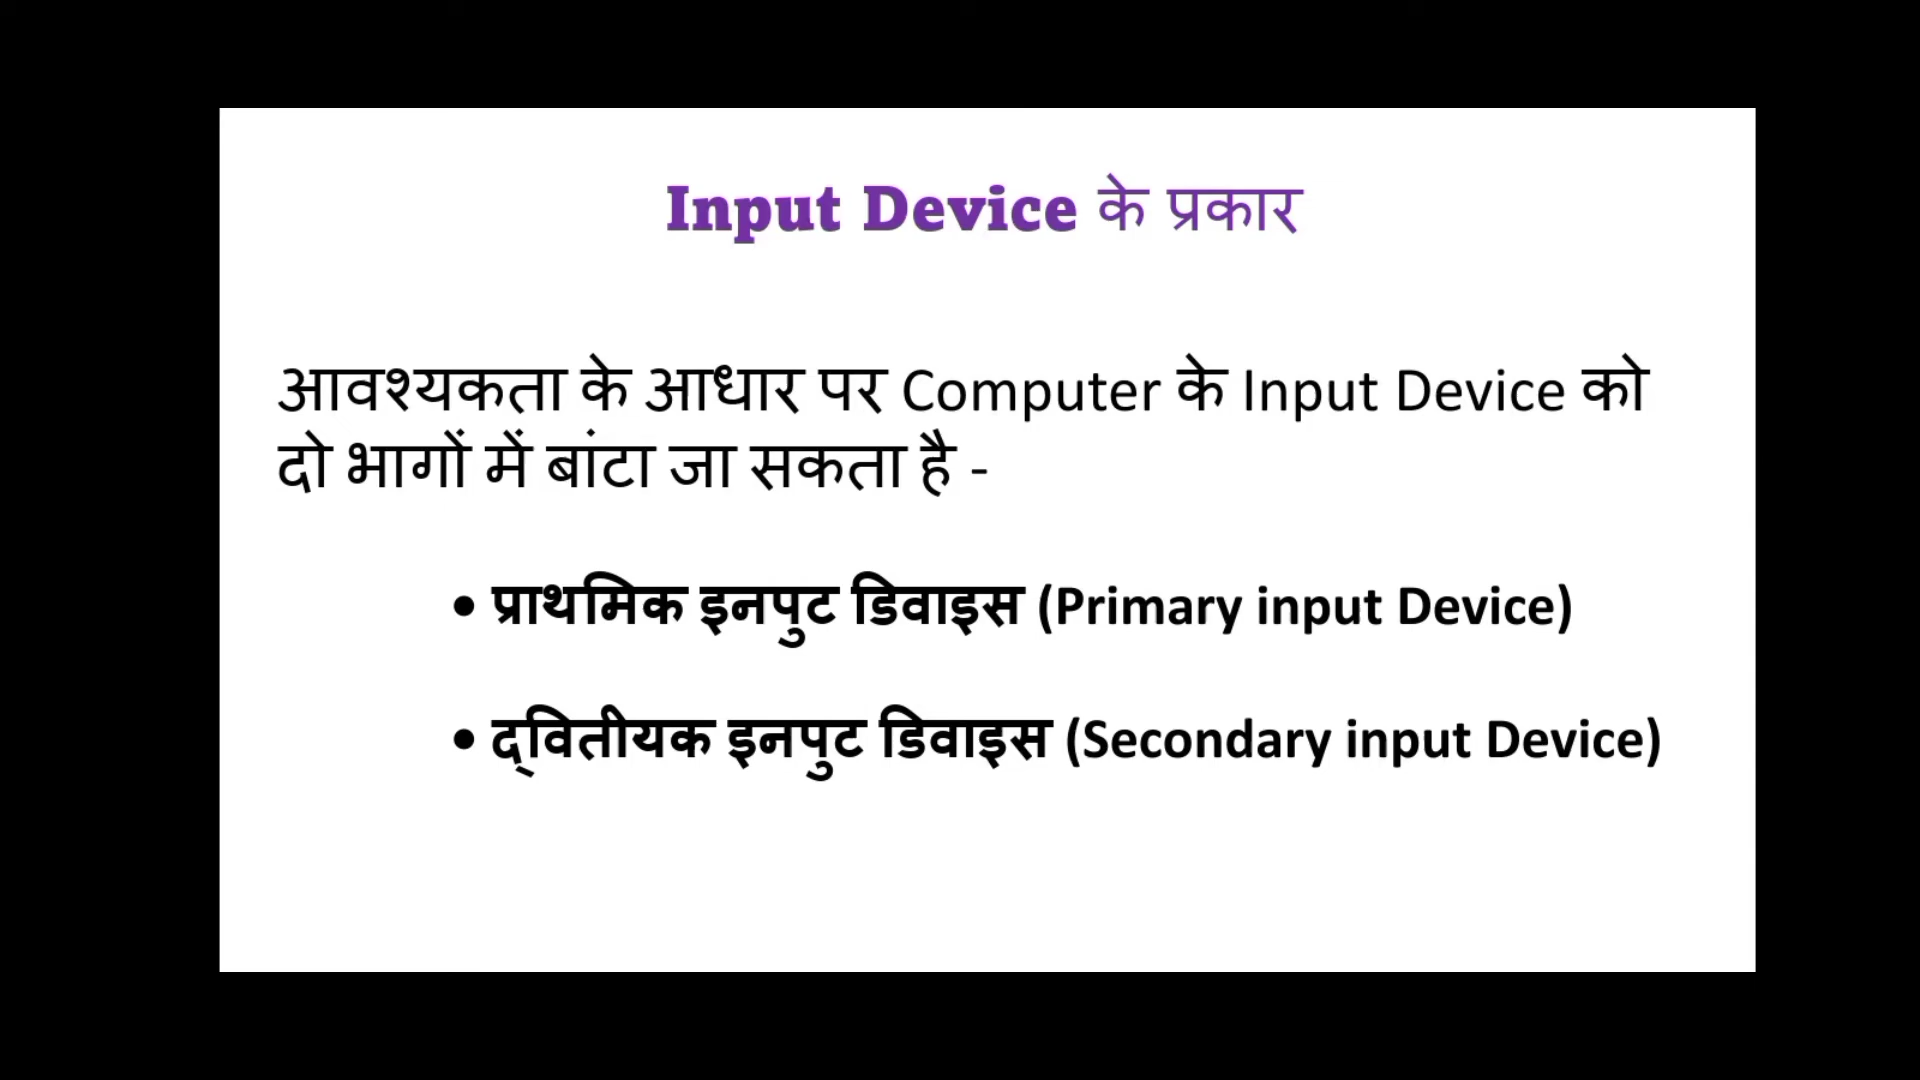 Input Device के प्रकार
आवश्यकता के आधार पर Computer के Input Device को
दो भागों में बांटा जा सकता है -
• प्राथमिक इनपुट डिवाइस (Primary input Device)
• द्वितीयक इनपुट डिवाइस (Secondary input Device)